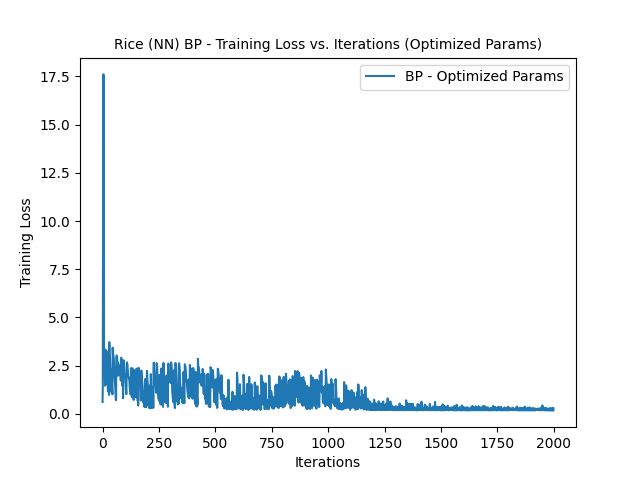 Rice (NN) BP - Training Loss vs. Iterations (Optimized Params)
BP - Optimized Params
17.5
15.0
12.5
10.0
7.5
5.0
2.5
0.0
Training Loss
0 250 500 750 1000 1250 1500 1750 2000
Iterations